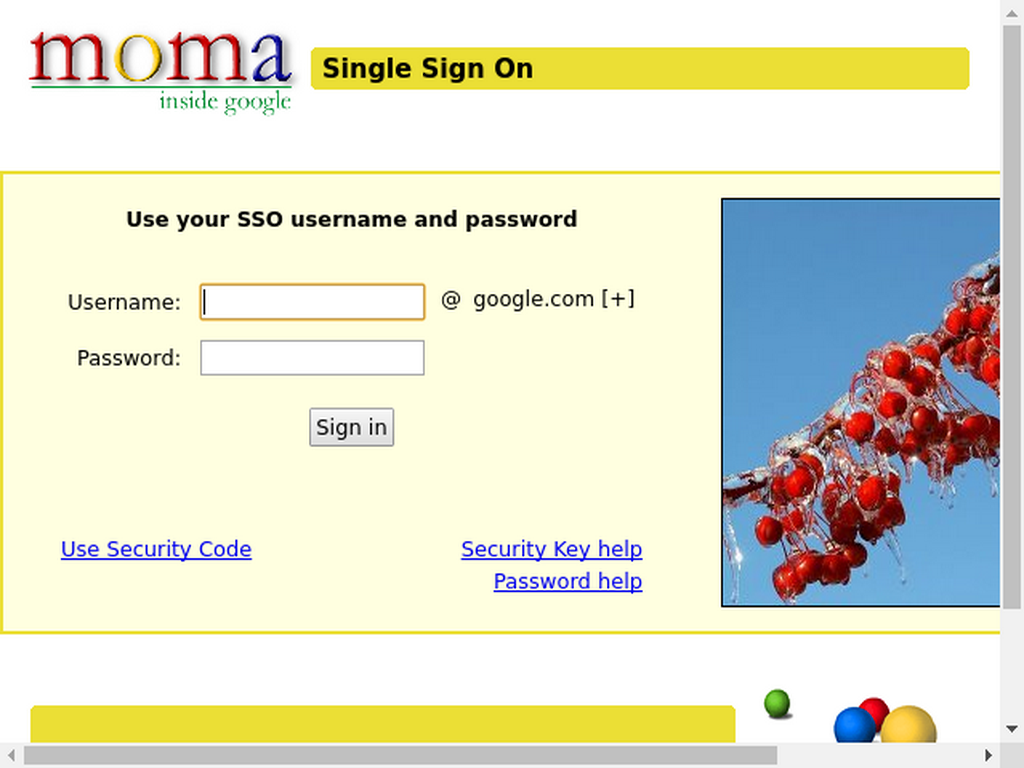 moma
inside google
Single Sign On
Use your SSO username and password
Username: @ google.com [+]
Password:
Sign in
Use Security Code
Security Key help
Password help